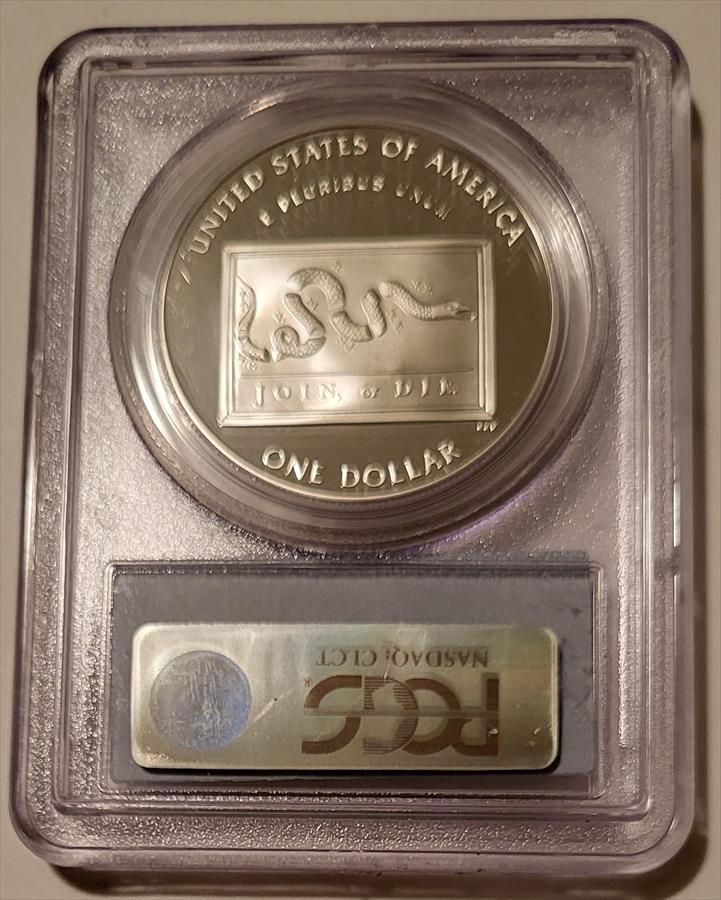 UNITED STATES OF AMERICA
E PLURIBUS UNUM
JOIN, or DIE.
ONE DOLLAR
PCGS®
NASDAQ: CLCT